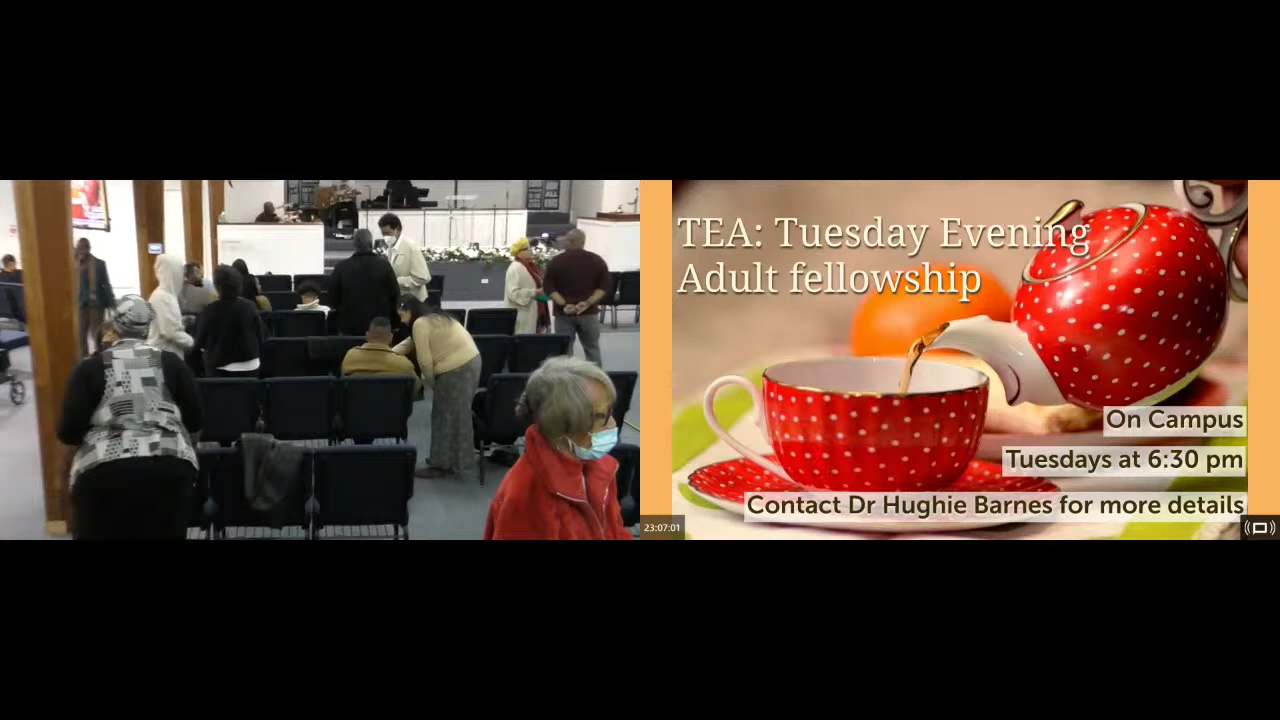 TEA: Tuesday Evening
Adult fellowship
On Campus
Tuesdays at 6:30 pm
Contact Dr Hughie Barnes for more details
23:07:01